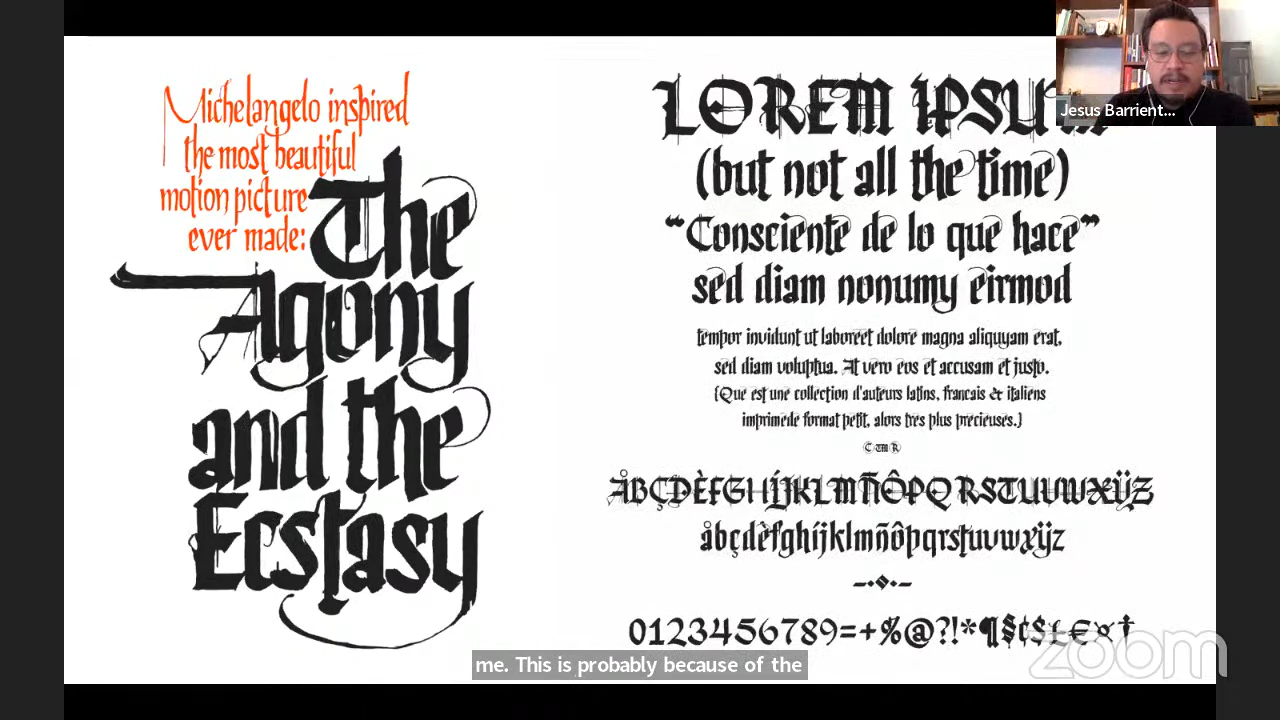 Michelangelo inspired
the most beautiful
motion picture
ever made:
The
Agony
and the
Ecstasy
LOREM IPSUM
(but not all the time)
“Consciente de lo que hace”
sed diam nonumy eirmod
tempor invidunt ut laboreet dolore magna aliquyam erat,
sed diam voluptua. At vero eos et accusam et justo.
(Que est une collection d'auteurs latins, francais & italiens
imprimede format petit, alors tres plus precieuses.)
ÅBÇDÈFGHÍJKLMÑÔPQRSTUVWXŸZ
åbçdèfghíjklmñôpqrstuvwxÿz
0123456789=+%@?!*¶§¢$£€¤†
Jesus Barrient...
me. This is probably because of the
zoom